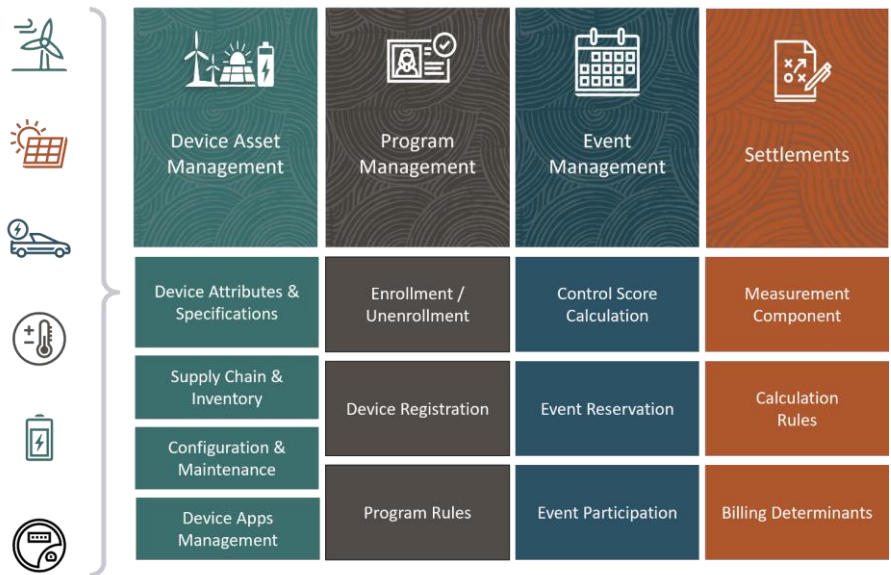 Device Asset
Management
Program
Management
Event
Management
Settlements
Device Attributes &
Specifications
Supply Chain &
Inventory
Configuration &
Maintenance
Device Apps
Management
Enrollment /
Unenrollment
Device Registration
Program Rules
Control Score
Calculation
Event Reservation
Event Participation
Measurement
Component
Calculation
Rules
Billing Determinants